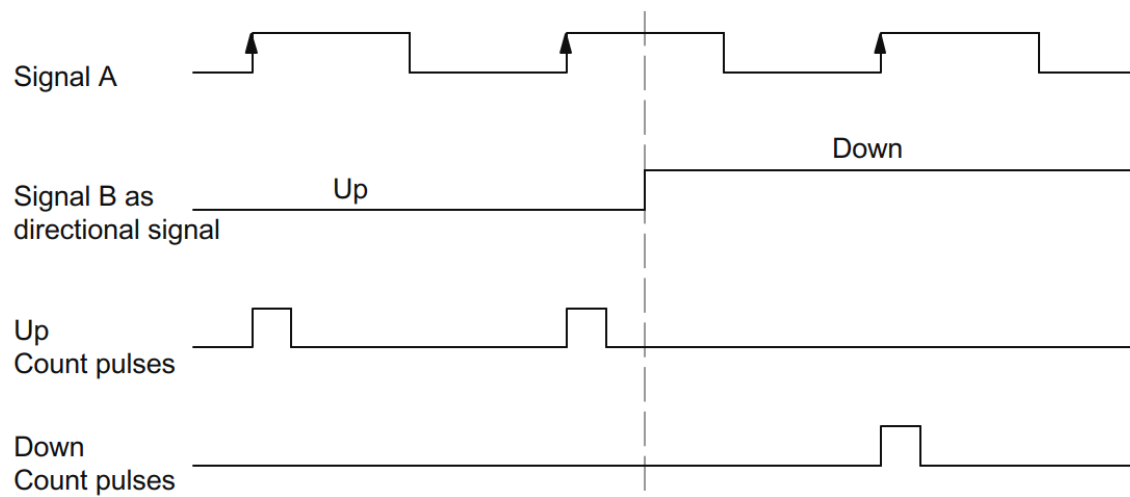 Signal A
Down
Up
Signal B as
directional signal
Up
Count pulses
Down
Count pulses